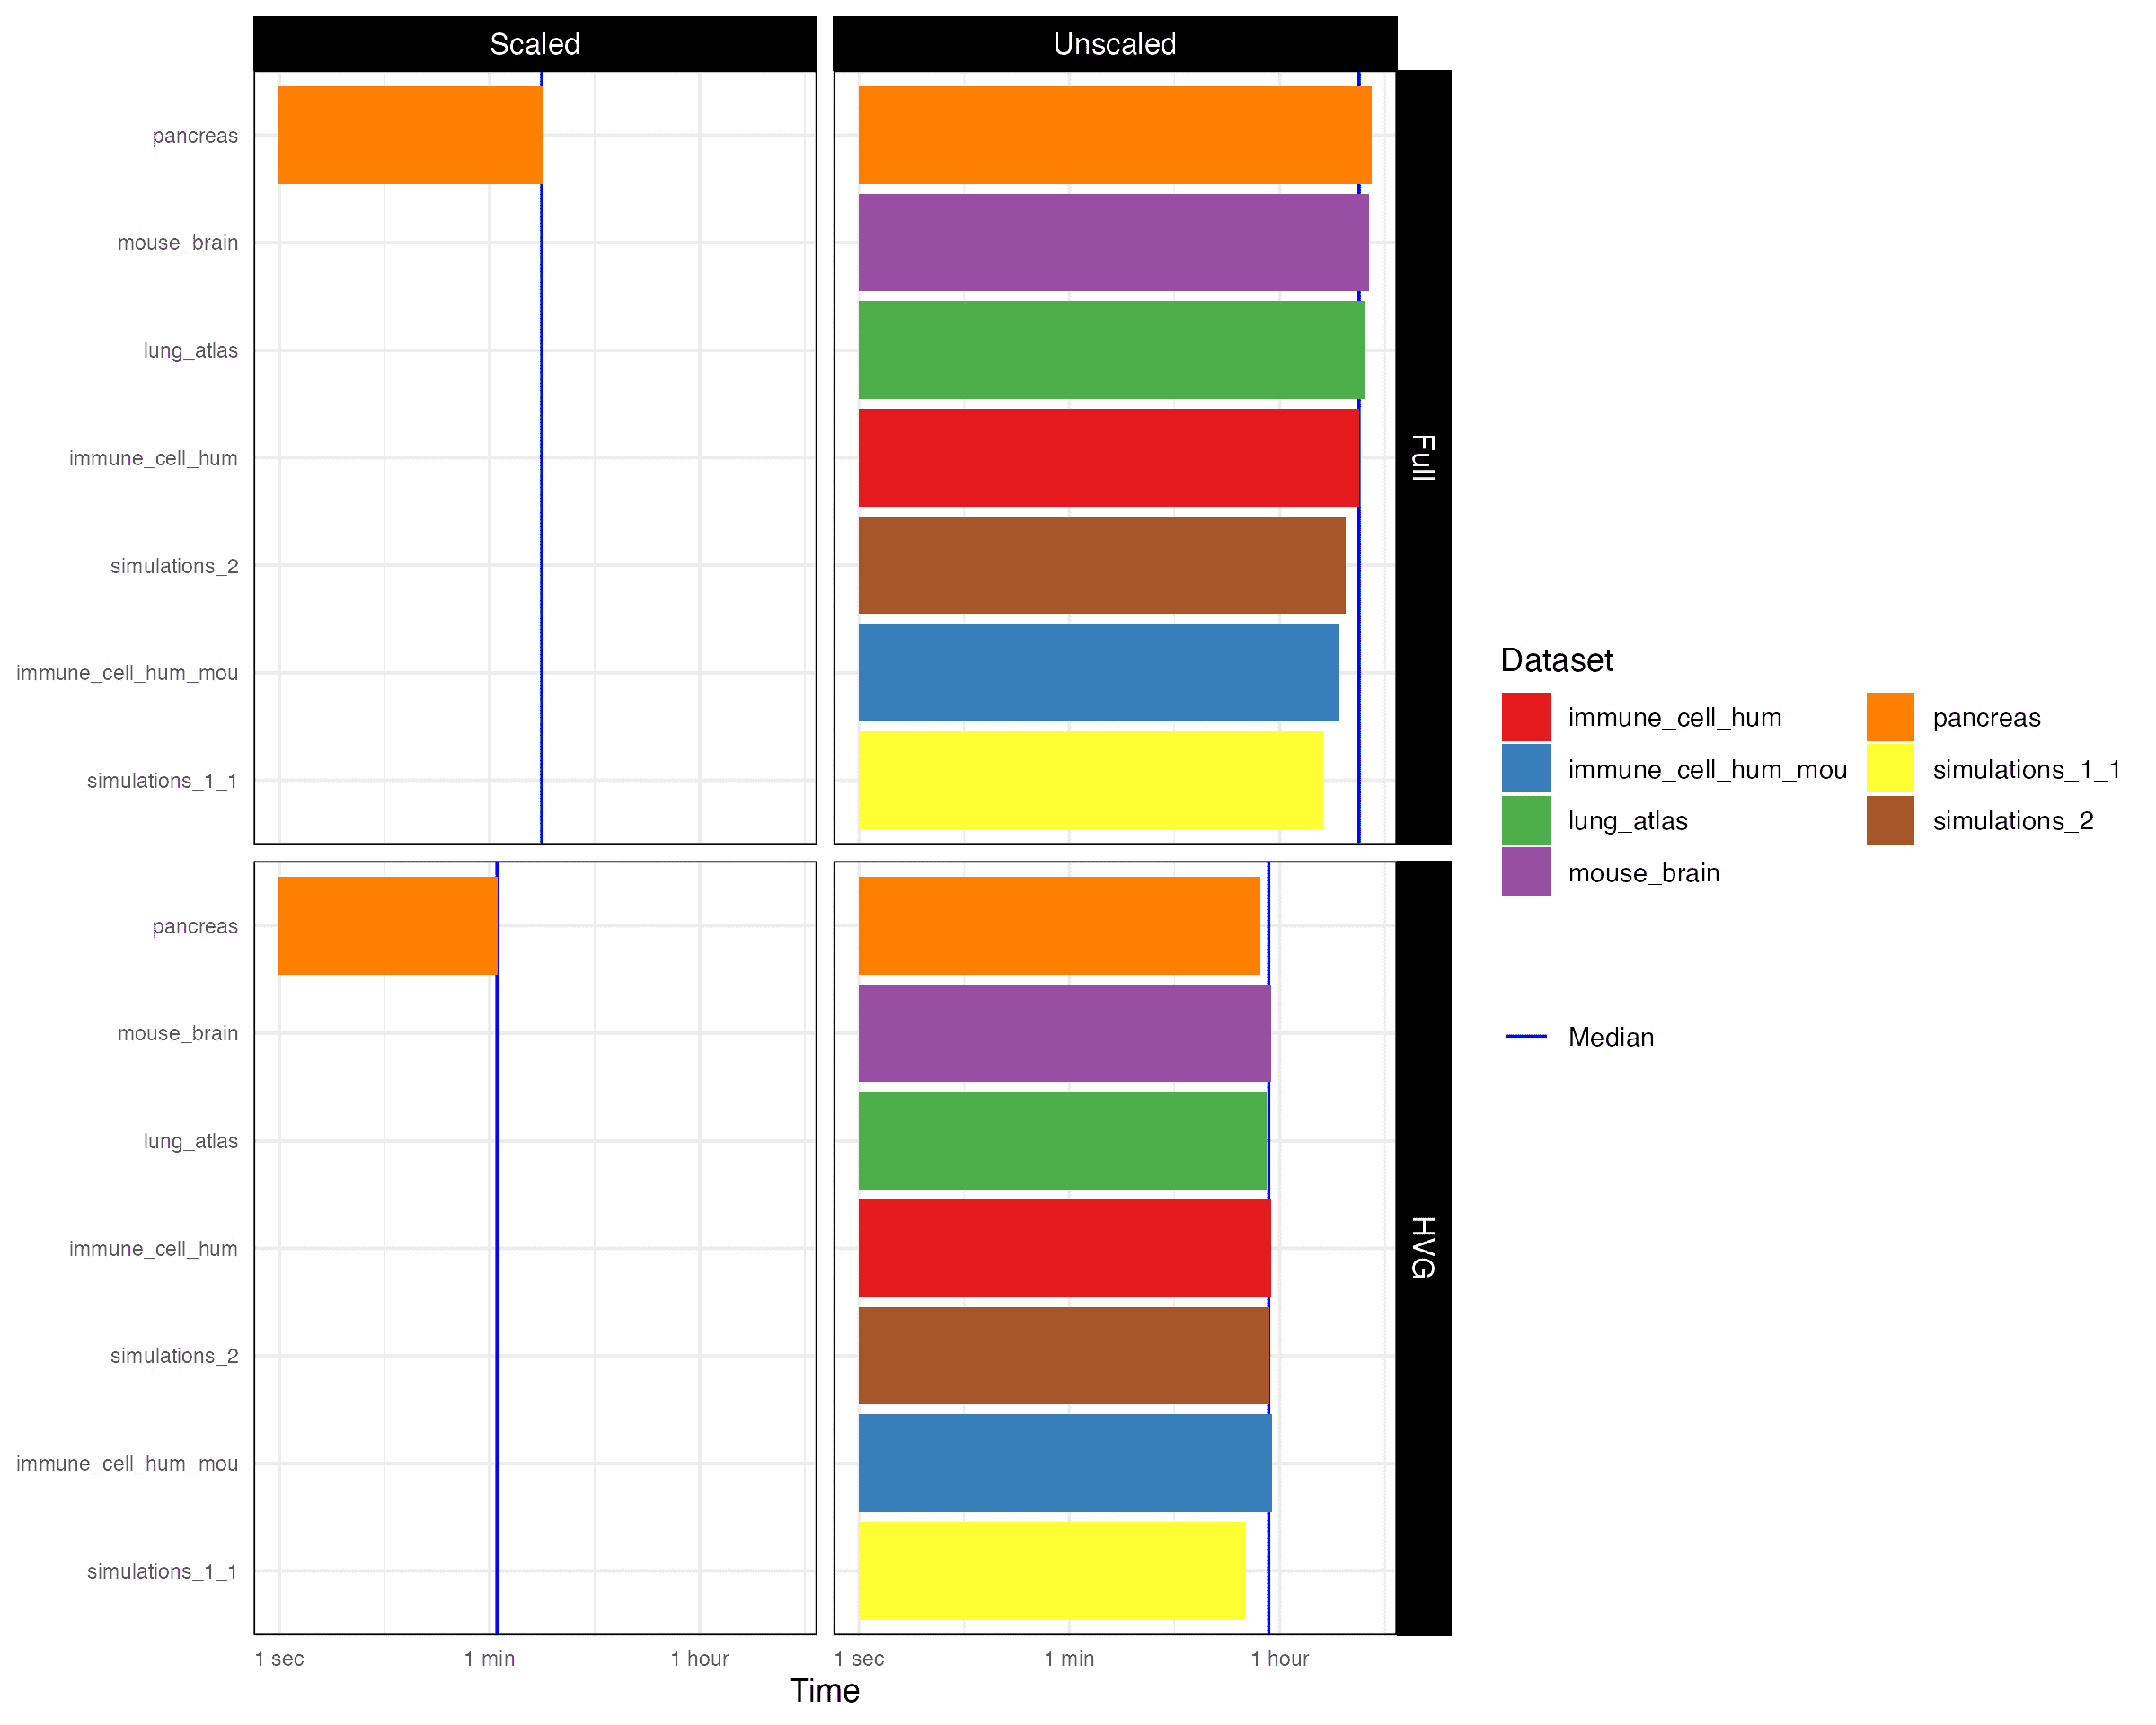 Scaled
Unscaled
pancreas
mouse_brain
lung_atlas
immune_cell_hum
simulations_2
immune_cell_hum_mou
simulations_1_1
Full
pancreas
mouse_brain
lung_atlas
immune_cell_hum
simulations_2
immune_cell_hum_mou
simulations_1_1
HVG
1 sec
1 min
1 hour
1 sec
1 min
1 hour
Time
Dataset
immune_cell_hum
immune_cell_hum_mou
lung_atlas
mouse_brain
pancreas
simulations_1_1
simulations_2
Median